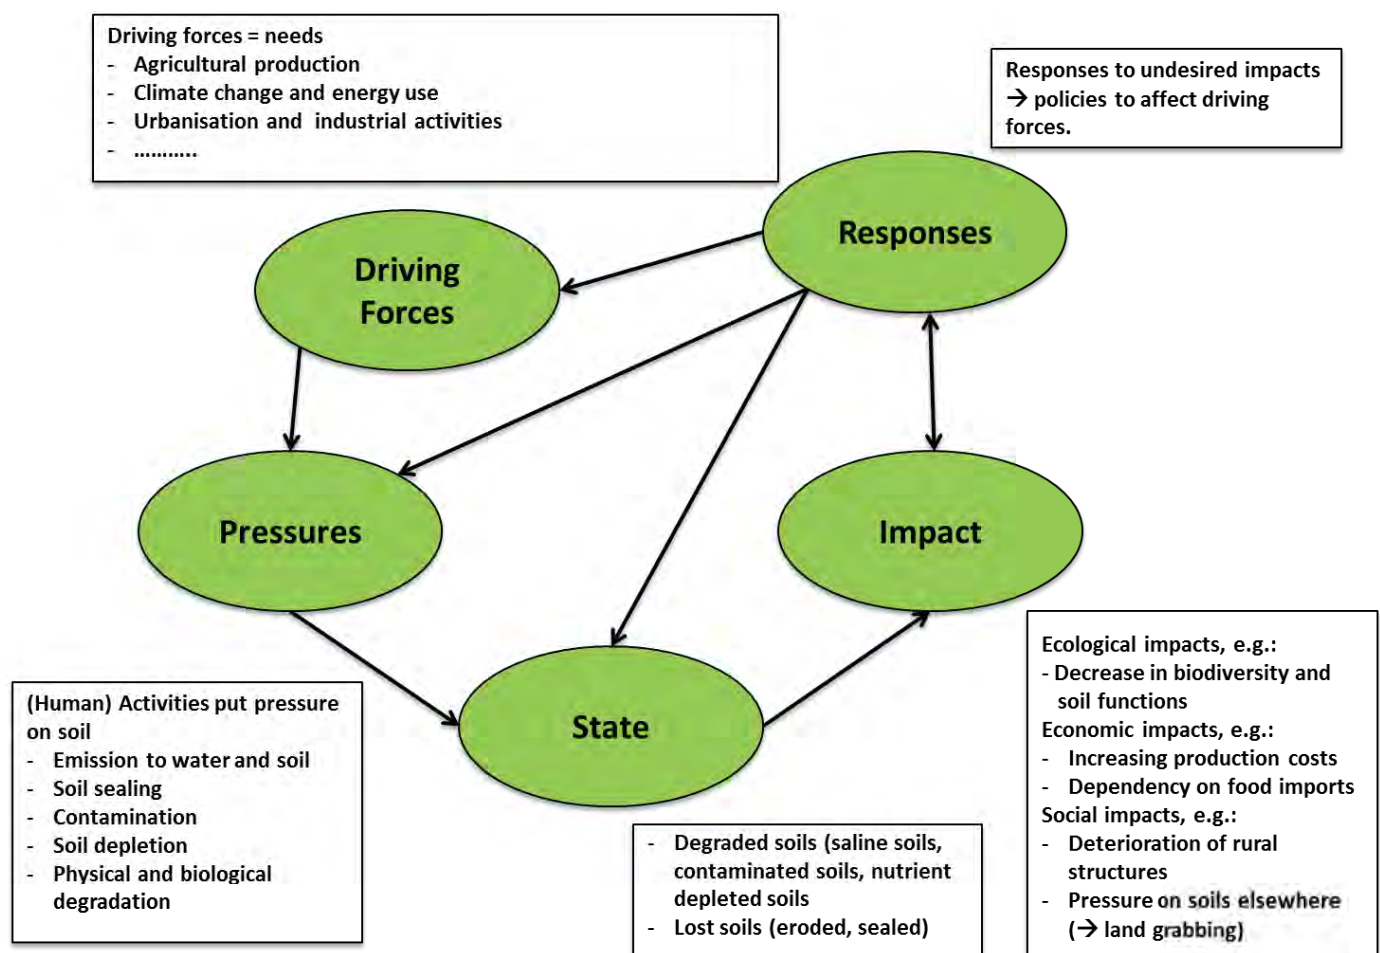 Driving forces = needs
- Agricultural production
- Climate change and energy use
- Urbanisation and industrial activities
- ...........
Responses to undesired impacts
→ policies to affect driving
forces.
Responses
Driving
Forces
Pressures
Impact
State
(Human) Activities put pressure
on soil
- Emission to water and soil
- Soil sealing
- Contamination
- Soil depletion
- Physical and biological
degradation
- Degraded soils (saline soils,
contaminated soils, nutrient
depleted soils
- Lost soils (eroded, sealed)
Ecological impacts, e.g.:
- Decrease in biodiversity and
soil functions
Economic impacts, e.g.:
- Increasing production costs
- Dependency on food imports
Social impacts, e.g.:
- Deterioration of rural
structures
- Pressure on soils elsewhere
(→ land grabbing)